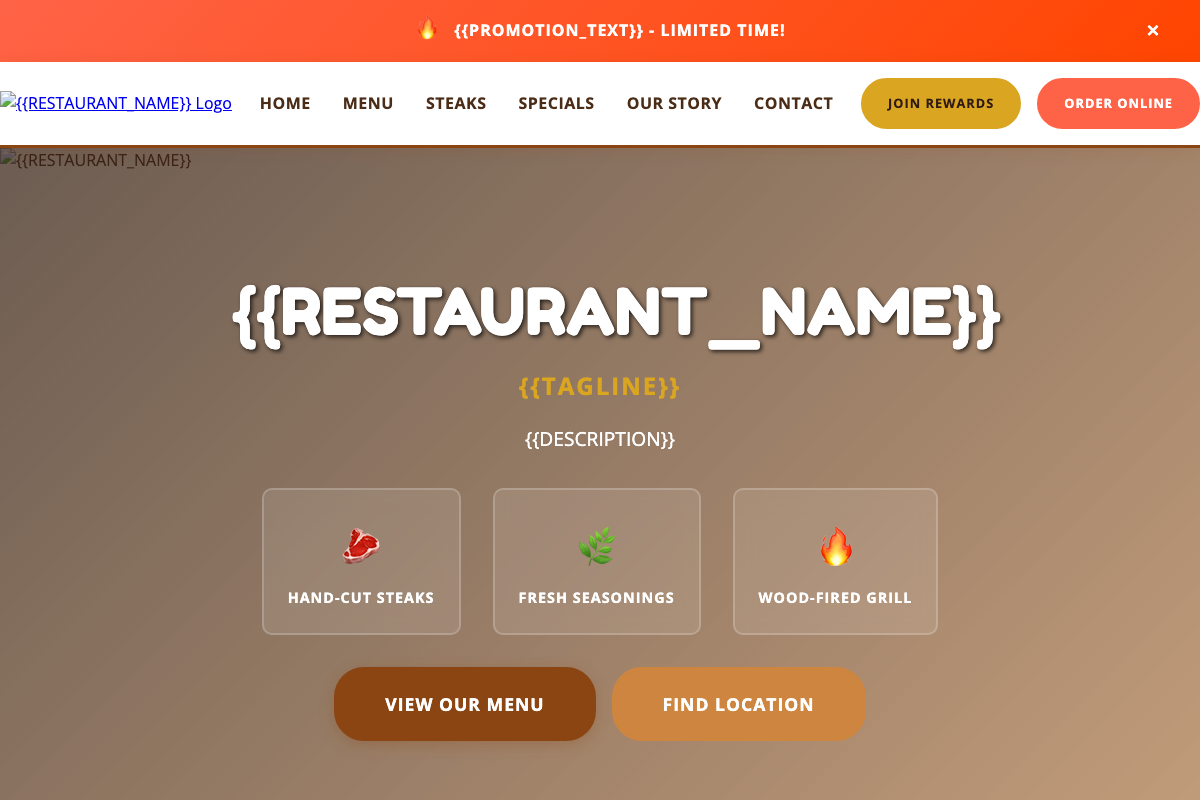 {{PROMOTION_TEXT}} - LIMITED TIME! ×
{{RESTAURANT_NAME}} Logo HOME MENU STEAKS SPECIALS OUR STORY CONTACT JOIN REWARDS ORDER ONLINE
{{RESTAURANT_NAME}}
{{RESTAURANT_NAME}}
{{TAGLINE}}
{{DESCRIPTION}}
HAND-CUT STEAKS FRESH SEASONINGS WOOD-FIRED GRILL
VIEW OUR MENU FIND LOCATION